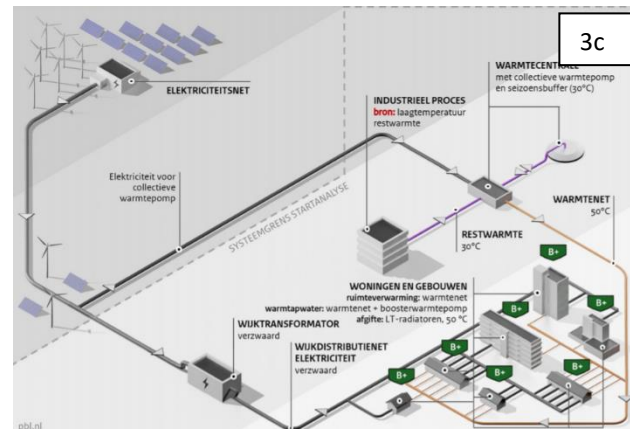 3c
ELEKTRICITEITSNET
WARMTECENTRALE
met collectieve warmtepomp
en seizoensbuffer (30°C)
INDUSTRIEEL PROCES
bron: laagtemperatuur
restwarmte
Elektriciteit voor
collectieve
warmtepomp
SYSTEEMGRENS STARTANALYSE
WARMTENET
50°C
RESTWARMTE
30°C
WONINGEN EN GEBOUWEN
ruimteverwarming: warmtenet
warmtapwater: warmtenet + boosterwarmtepomp
afgifte: LT-radiatoren, 50 °C
B+
B+
B+
B+
B+
B+
B+
WIJKTRANSFORMATOR
verzwaard
WIJKDISTRIBUTIENET
ELEKTRICITEIT
verzwaard
pbl.nl